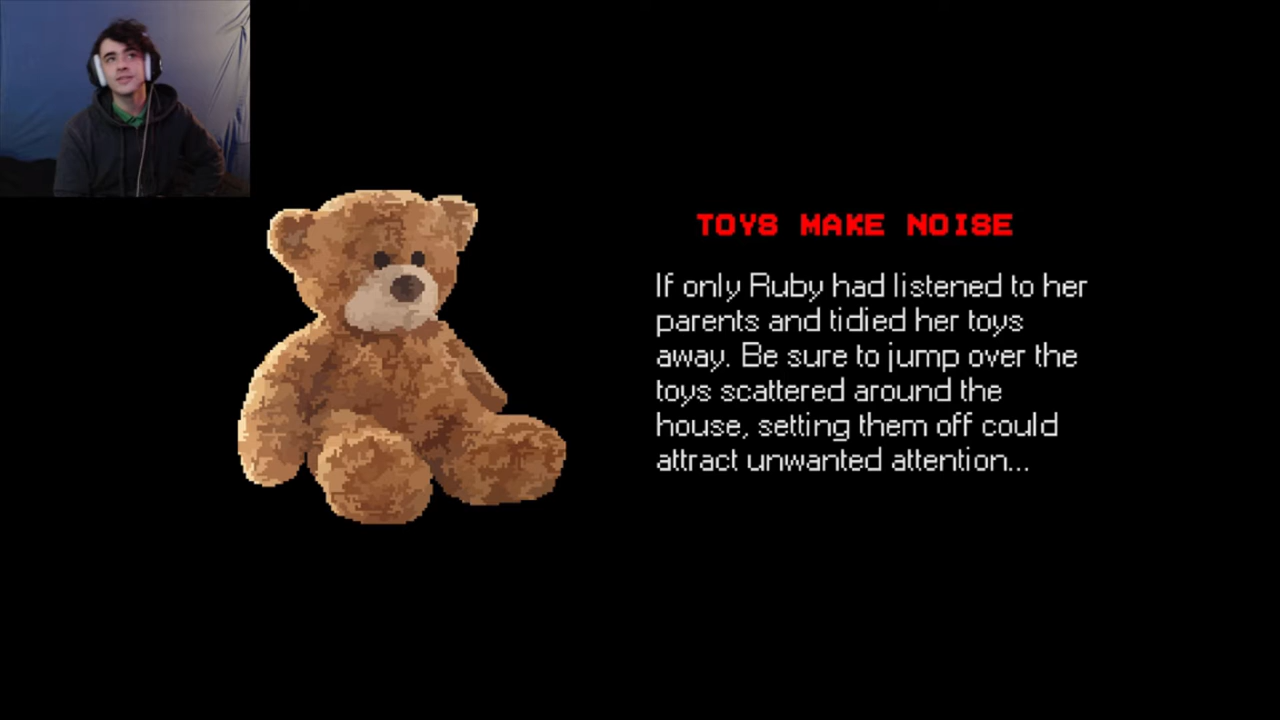 TOYS MAKE NOISE
If only Ruby had listened to her
parents and tidied her toys
away. Be sure to jump over the
toys scattered around the
house, setting them off could
attract unwanted attention...